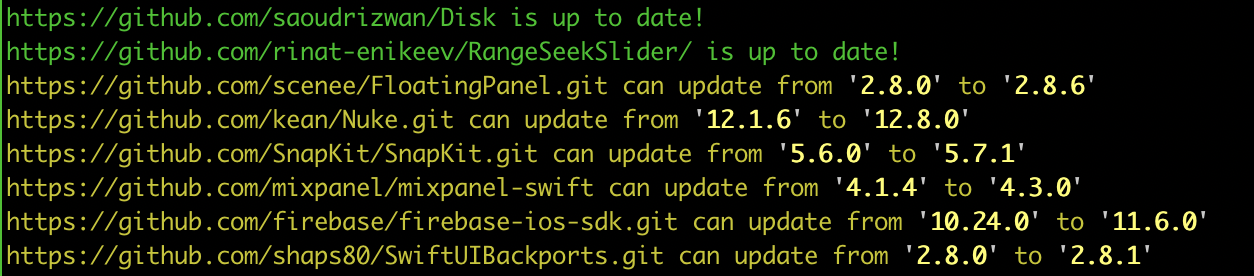 https://github.com/saoudrizwan/Disk is up to date!
https://github.com/rinat-enikeev/RangeSeekSlider/ is up to date!
https://github.com/scenee/FloatingPanel.git can update from '2.8.0' to '2.8.6'
https://github.com/kean/Nuke.git can update from '12.1.6' to '12.8.0'
https://github.com/SnapKit/SnapKit.git can update from '5.6.0' to '5.7.1'
https://github.com/mixpanel/mixpanel-swift can update from '4.1.4' to '4.3.0'
https://github.com/firebase/firebase-ios-sdk.git can update from '10.24.0' to '11.6.0'
https://github.com/shaps80/SwiftUIBackports.git can update from '2.8.0' to '2.8.1'